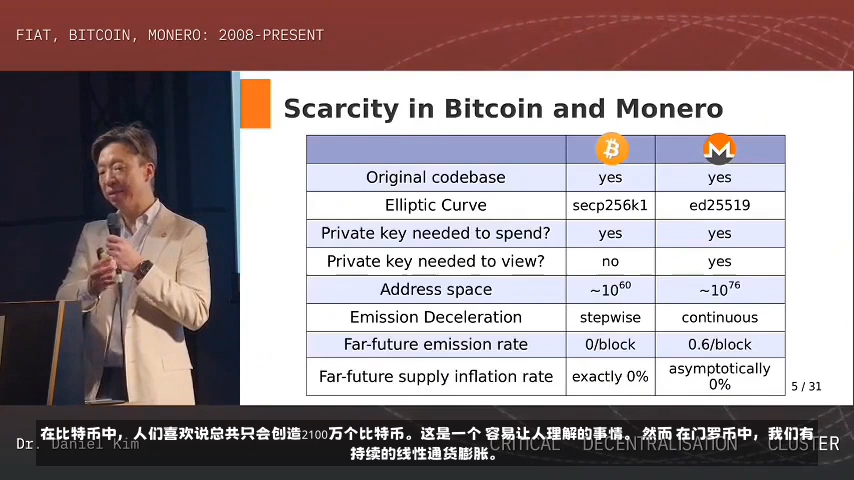 FIAT, BITCOIN, MONERO: 2008-PRESENT
Scarcity in Bitcoin and Monero
Original codebase yes yes
Elliptic Curve secp256k1 ed25519
Private key needed to spend? yes yes
Private key needed to view? no yes
Address space ~10^60 ~10^76
Emission Deceleration stepwise continuous
Far-future emission rate 0/block 0.6/block
Far-future supply inflation rate exactly 0% asymptotically
0%
5 / 31
在比特币中，人们喜欢说总共只会创造2100万个比特币。这是一个 容易让人理解的事情。 然而 在门罗币中，我们有
持续的线性通货膨胀。
Dr. Daniel Kim
CRITICAL DECENTRALISATION CLUSTER